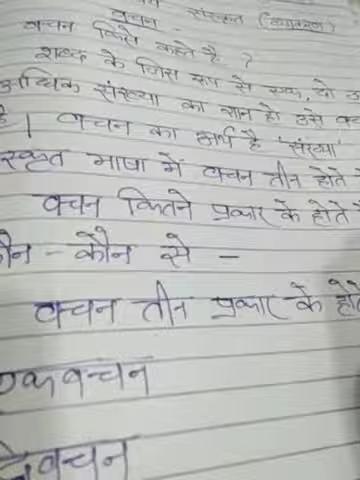 वचन - संस्कृत (व्याकरण)
वचन किसे कहते है ?
शब्द के जिस रूप से एक, दो
अधिक संख्या का ज्ञान हो उसे
है | वचन का अर्थ है 'संख्या'
भाषा में वचन तीन होते
वचन कितने प्रकार के होते
कौन - कौन से -
वचन तीन प्रकार के होते
एकवचन
द्विवचन